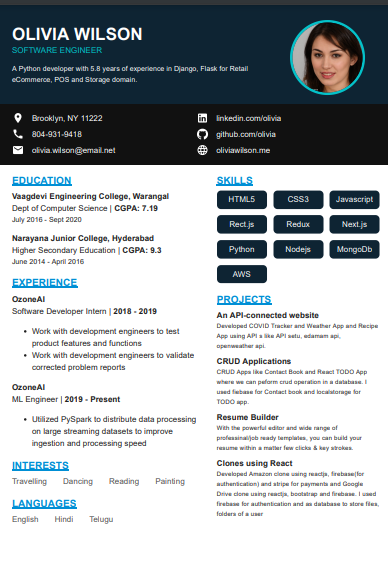 OLIVIA WILSON
SOFTWARE ENGINEER
A Python developer with 5.8 years of experience in Django, Flask for Retail
eCommerce, POS and Storage domain.
Brooklyn, NY 11222
804-931-9418
olivia.wilson@email.net
linkedin.com/olivia
github.com/olivia
oliviawilson.me
EDUCATION
Vaagdevi Engineering College, Warangal
Dept of Computer Science | CGPA: 7.19
July 2016 - Sept 2020
Narayana Junior College, Hyderabad
Higher Secondary Education | CGPA: 9.3
June 2014 - April 2016
EXPERIENCE
OzoneAI
Software Developer Intern | 2018 - 2019
• Work with development engineers to test
product features and functions
• Work with development engineers to validate
corrected problem reports
OzoneAI
ML Engineer | 2019 - Present
• Utilized PySpark to distribute data processing
on large streaming datasets to improve
ingestion and processing speed
INTERESTS
Travelling Dancing Reading Painting
LANGUAGES
English Hindi Telugu
SKILLS
HTML5 CSS3 Javascript
Rect.js Redux Next.js
Python Nodejs MongoDb
AWS
PROJECTS
An API-connected website
Developed COVID Tracker and Weather App and Recipe
App using API s like API SETU, edamam api,
openweather api.
CRUD Applications
CRUD Apps like Contact Book and React TODO App
where we can peform crud operation in a database. I
used fiebase for Contact book and localstorage for
TODO app.
Resume Builder
With the powerful editor and wide range of
professinal/job ready templates, you can build your
resume within a matter few clicks & key strokes.
Clones using React
Developed Amazon clone using reactjs, firebase(for
authentication) and stripe for payments and Google
Drive clone using reactjs, bootstrap and firebase. I used
firebase for authentication and as database to store files,
folders of a user